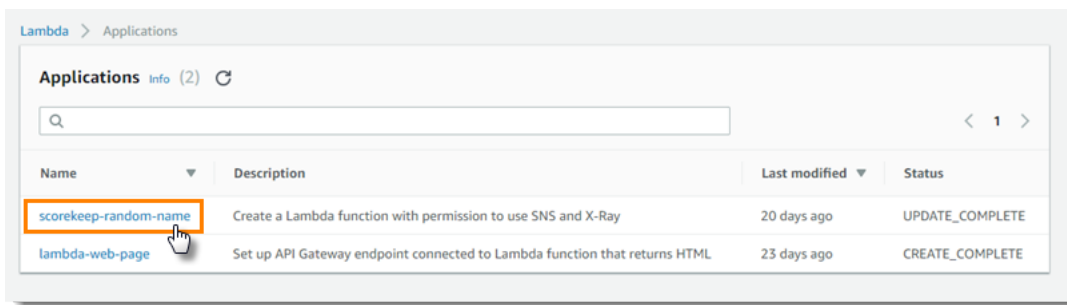 Lambda > Applications
Applications Info (2)
< 1 >
Name Description Last modified Status
scorekeep-random-name Create a Lambda function with permission to use SNS and X-Ray 20 days ago UPDATE_COMPLETE
lambda-web-page Set up API Gateway endpoint connected to Lambda function that returns HTML 23 days ago CREATE_COMPLETE